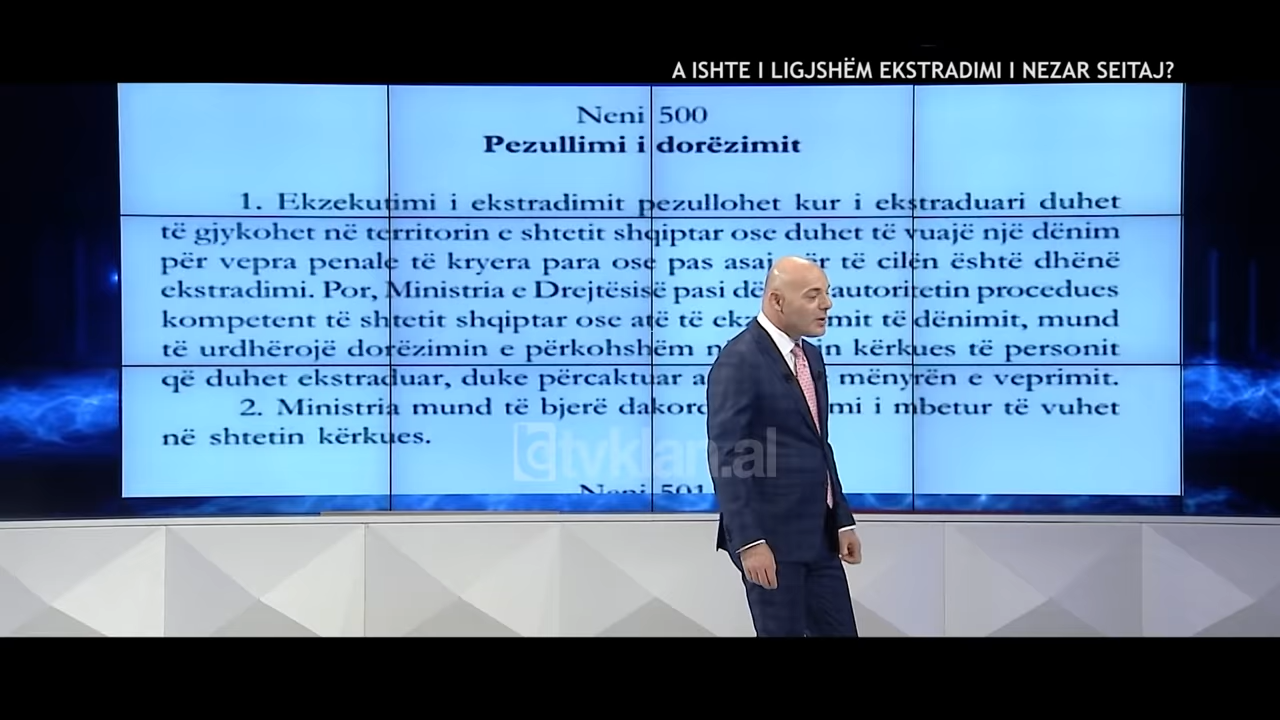 A ISHTE I LIGJSHËM EKSTRADIMI I NEZAR SEITAJ?
Neni 500
Pezullimi i dorëzimit
1. Ekzekutimi i ekstradimit pezullohet kur i ekstraduari duhet
të gjykohet në territorin e shtetit shqiptar ose duhet të vuajë një dënim
për vepra penale të kryera para ose pas asaj për të cilën është dhënë
ekstradimi. Por, Ministria e Drejtësisë pasi autoritetin procedues
kompetent të shtetit shqiptar ose atë të të dënimit, mund
të urdhërojë dorëzimin e përkohshëm kërkues të personit
që duhet ekstraduar, duke përcaktuar mënyrën e veprimit.
2. Ministria mund të bjerë dakord i mbetur të vuhet
në shtetin kërkues.
tvklan.al
Neni 501